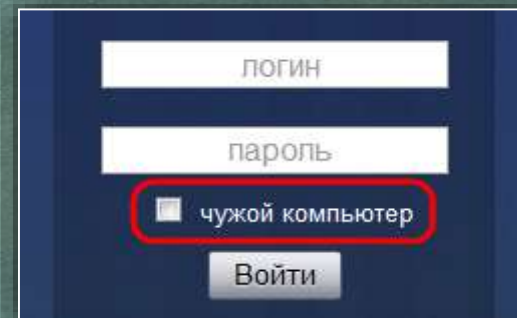 логин
пароль
чужой компьютер
Войти